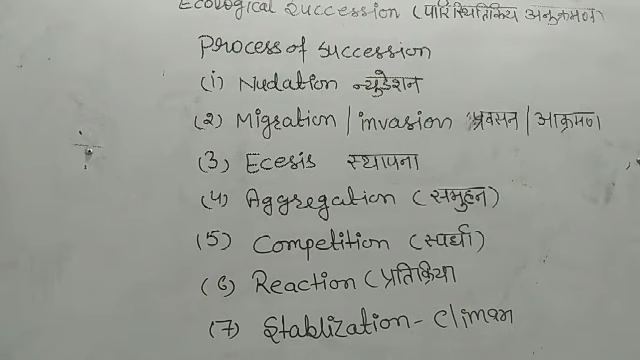 Ecological Succession (पारिस्थितिकिय अनुक्रमण)
Process of Succession
(1) Nudation न्युडेशन
(2) Migration / invasion प्रवसन / आक्रमण
(3) Ecesis स्थापना
(4) Aggregation (समुहन)
(5) Competition (स्पर्धा)
(6) Reaction (प्रतिक्रिया
(7) Stablization - Climax